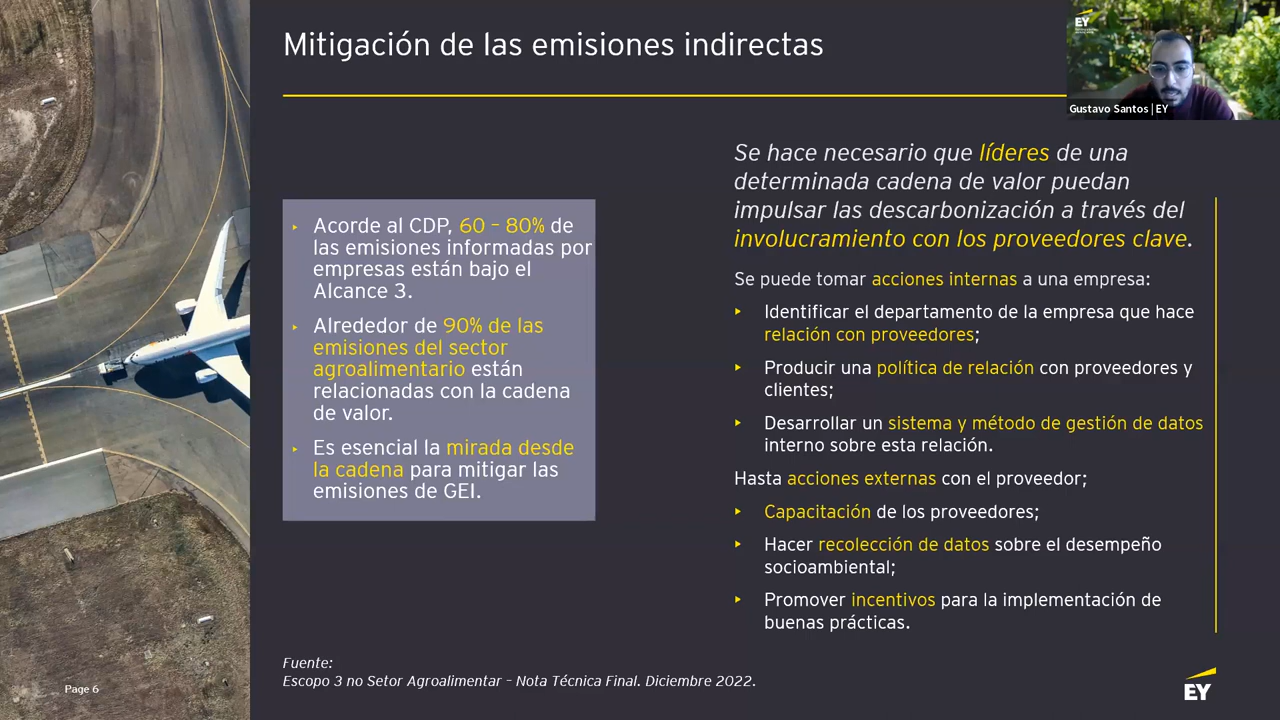 Mitigación de las emisiones indirectas
EY
Gustavo Santos | EY
Acorde al CDP, 60 – 80% de
las emisiones informadas por
empresas están bajo el
Alcance 3.
Alrededor de 90% de las
emisiones del sector
agroalimentario están
relacionadas con la cadena
de valor.
Es esencial la mirada desde
la cadena para mitigar las
emisiones de GEI.
Se hace necesario que líderes de una
determinada cadena de valor puedan
impulsar las descarbonización a través del
involucramiento con los proveedores clave.
Se puede tomar acciones internas a una empresa:
Identificar el departamento de la empresa que hace
relación con proveedores;
Producir una política de relación con proveedores y
clientes;
Desarrollar un sistema y método de gestión de datos
interno sobre esta relación.
Hasta acciones externas con el proveedor;
Capacitación de los proveedores;
Hacer recolección de datos sobre el desempeño
socioambiental;
Promover incentivos para la implementación de
buenas prácticas.
Fuente:
Escopo 3 no Setor Agroalimentar – Nota Técnica Final. Diciembre 2022.
Page 6
EY